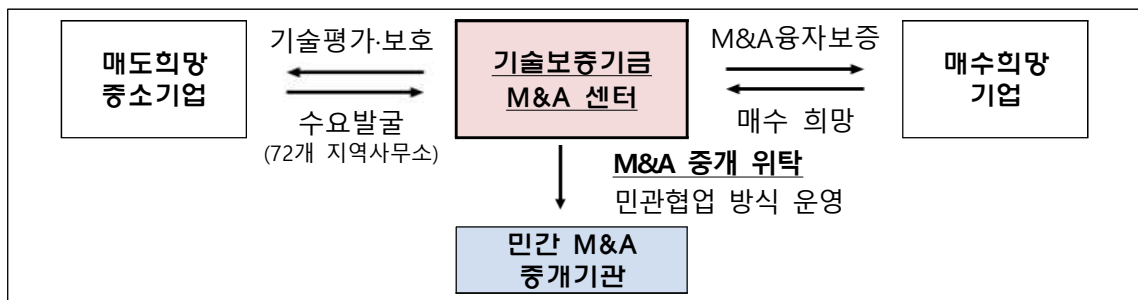 매도희망
중소기업
기술평가·보호
수요발굴
(72개 지역사무소)
기술보증기금
M&A 센터
M&A융자보증
매수 희망
매수희망
기업
M&A 중개 위탁
민관협업 방식 운영
민간 M&A
중개기관